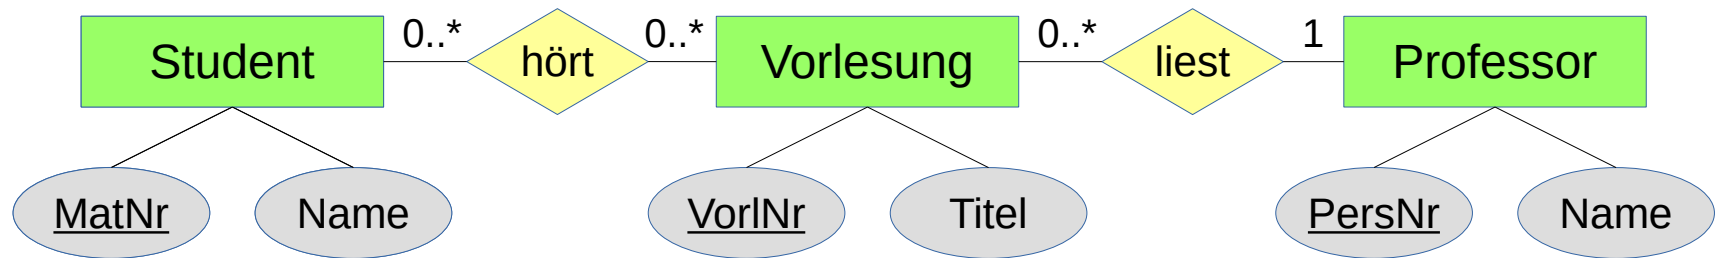 0..* 0..* 0..* 1
Student hört Vorlesung liest Professor
MatNr Name VorlNr Titel PersNr Name